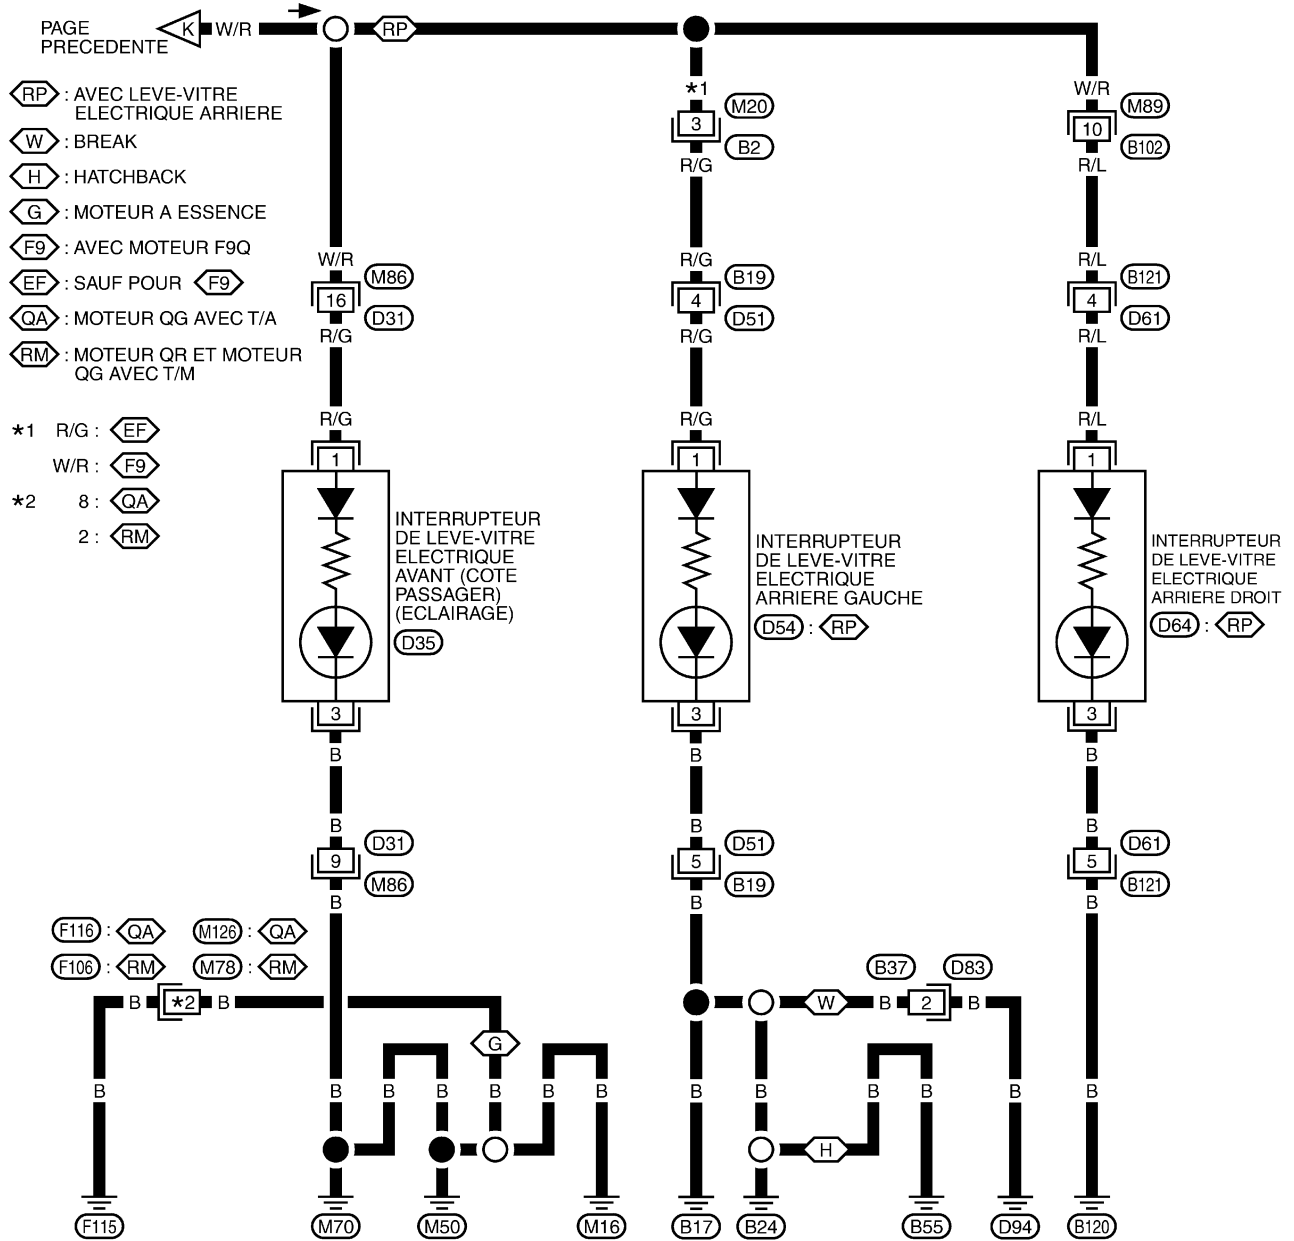 PAGE
PRECEDENTE
K W/R RP
RP : AVEC LEVE-VITRE
ELECTRIQUE ARRIERE
W : BREAK
H : HATCHBACK
G : MOTEUR A ESSENCE
F9 : AVEC MOTEUR F9Q
EF : SAUF POUR F9
QA : MOTEUR QG AVEC T/A
RM : MOTEUR QR ET MOTEUR
QG AVEC T/M
*1 R/G : EF
W/R : F9
*2 8 : QA
2 : RM
W/R
M86
16
D31
R/G
R/G
1
INTERRUPTEUR
DE LEVE-VITRE
ELECTRIQUE
AVANT (COTE
PASSAGER)
(ECLAIRAGE)
D35
3
B
B
D31
9
M86
B
*1
M20
3
B2
R/G
R/G
B19
4
D51
R/G
R/G
1
INTERRUPTEUR
DE LEVE-VITRE
ELECTRIQUE
ARRIERE GAUCHE
D54 : RP
3
B
B
D51
5
B19
B
W/R
M89
10
B102
R/L
R/L
B121
4
D61
R/L
R/L
1
INTERRUPTEUR
DE LEVE-VITRE
ELECTRIQUE
ARRIERE DROIT
D64 : RP
3
B
B
D61
5
B121
B
F116 : QA M126 : QA
F106 : RM M78 : RM
B37 D83
B *2 B
W B 2 B
G
B B B B B B B B B B B B B
H
F115 M70 M50 M16 B17 B24 B55 D94 B120